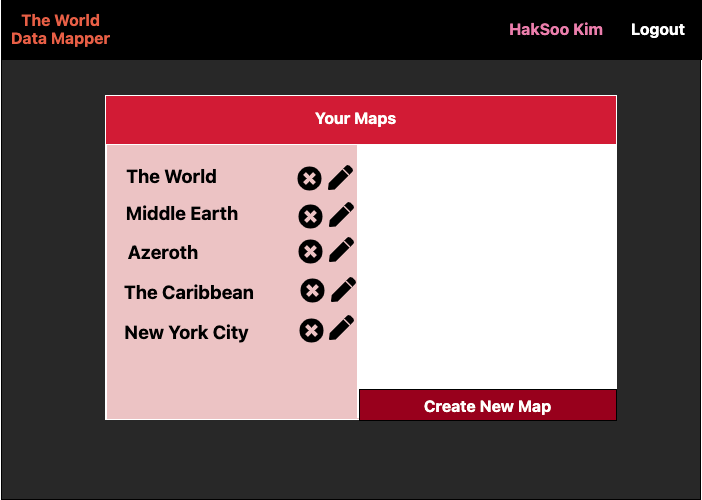 The World
Data Mapper
HakSoo Kim
Logout
Your Maps
The World
Middle Earth
Azeroth
The Caribbean
New York City
Create New Map